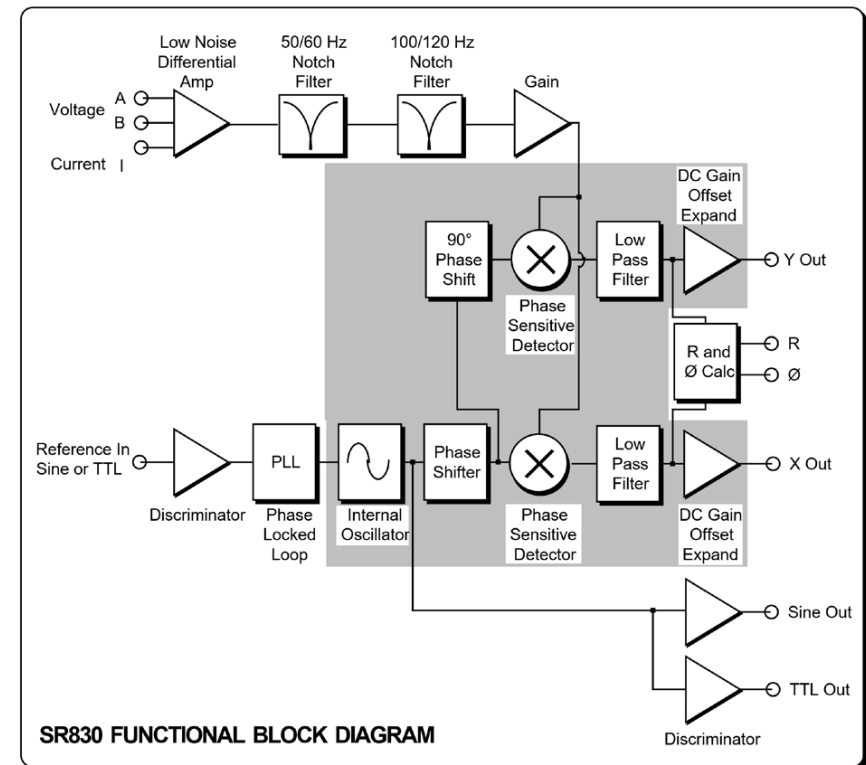 Low Noise
Differential
Amp
50/60 Hz
Notch
Filter
100/120 Hz
Notch
Filter
Gain
Voltage
A
B
Current
I
DC Gain
Offset
Expand
90°
Phase
Shift
Low
Pass
Filter
Y Out
Phase
Sensitive
Detector
R and
Ø Calc
R
Ø
Reference In
Sine or TTL
PLL
Phase
Shifter
Low
Pass
Filter
X Out
Discriminator
Phase
Locked
Loop
Internal
Oscillator
Phase
Sensitive
Detector
DC Gain
Offset
Expand
Sine Out
TTL Out
Discriminator
SR830 FUNCTIONAL BLOCK DIAGRAM